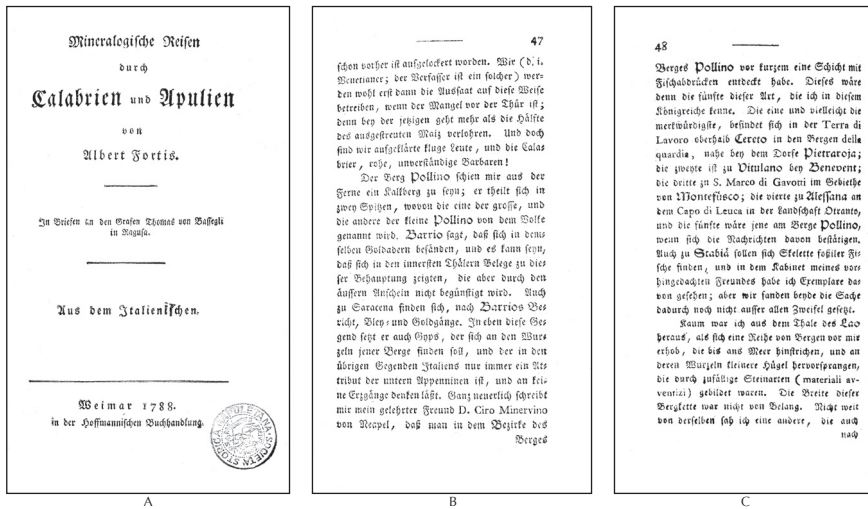 Mineralogische Reisen
durch
Calabrien und Apulien
von
Albert Fortis.
In Briefen an den Grafen Thomas von Bassegli
in Ragusa.
Aus dem Italienischen.
Weimar 1788.
in der Hoffmannischen Buchhandlung.
A
47
schon vorher ist aufgelockert worden. Wir (d. i.
Venetianer; der Verfasser ist ein solcher) wer-
den wohl erst dann die Aussaat auf diese Weise
betreiben, wenn der Mangel vor der Thür ist;
denn bey der jetzigen geht mehr als die Hälfte
des ausgestreuten Maiz verlohren. Und doch
sind wir aufgeklärte kluge Leute, und die Cala-
brier, rohe, unverständige Barbaren!
Der Berg Pollino schien mir aus der
Ferne ein Kalkberg zu seyn; er theilt sich in
zwey Spitzen, wovon die eine der grosse, und
die andere der kleine Pollino von dem Volke
genannt wird. Barrio sagt, daß sich in dem-
selben Goldadern befänden, und es kann seyn,
daß sich in den innersten Thälern Belege zu die-
ser Behauptung zeigten, die aber durch den
äussern Anschein nicht begünstigt wird. Auch
zu Saracena finden sich, nach Barrios Be-
richt, Bley- und Goldgänge. In eben diese Ge-
gend setzt er auch Gyps, der sich an den Wur-
zeln jener Berge finden soll, und der in den
übrigen Gegenden Italiens nur immer ein At-
tribut der untern Appenninen ist, und an kei-
ne Erzgänge denken läßt. Ganz neuerlich schreibt
mir mein gelehrter Freund D. Ciro Minervino
von Neapel, daß man in dem Bezirke des
Berges
B
48
Berges Pollino vor kurzem eine Schicht mit
Fischabdrücken entdeckt habe. Dieses wäre
denn die fünfte dieser Art, die ich in diesem
Königreiche kenne. Die eine und vielleicht die
merkwürdigste, befindet sich in der Terra di
Lavoro oberhalb Cereto in den Bergen della
guardia, nahe bey dem Dorfe Pietraroja;
die zweyte ist zu Vitulano bey Benevent;
die dritte zu S. Marco di Gavoti im Gebiethe
von Montefusco; die vierte zu Alessana an
dem Capo di Leuca in der Landschaft Otranto,
und die fünfte wäre jene am Berge Pollino,
wenn sich die Nachrichten davon bestätigen.
Auch zu Stabiä sollen sich Skelette fossiler Fi-
sche finden, und in dem Kabinet meines vor-
hingedachten Freundes habe ich Exemplare da-
von gesehen; aber wir fanden beyde die Sache
dadurch noch nicht ausser allen Zweifel gesetzt.
Kaum war ich aus dem Thale des Lao
heraus, als sich eine Reihe von Bergen vor mir
erhob, die bis ans Meer hinstrichen, und an
deren Wurzeln kleinere Hügel hervorsprangen,
die durch zufällige Steinarten (materiali av-
ventizi) gebildet waren. Die Breite dieser
Bergkette war nicht von Belang. Nicht weit
von derselben sah ich eine andere, die auch
nach
C